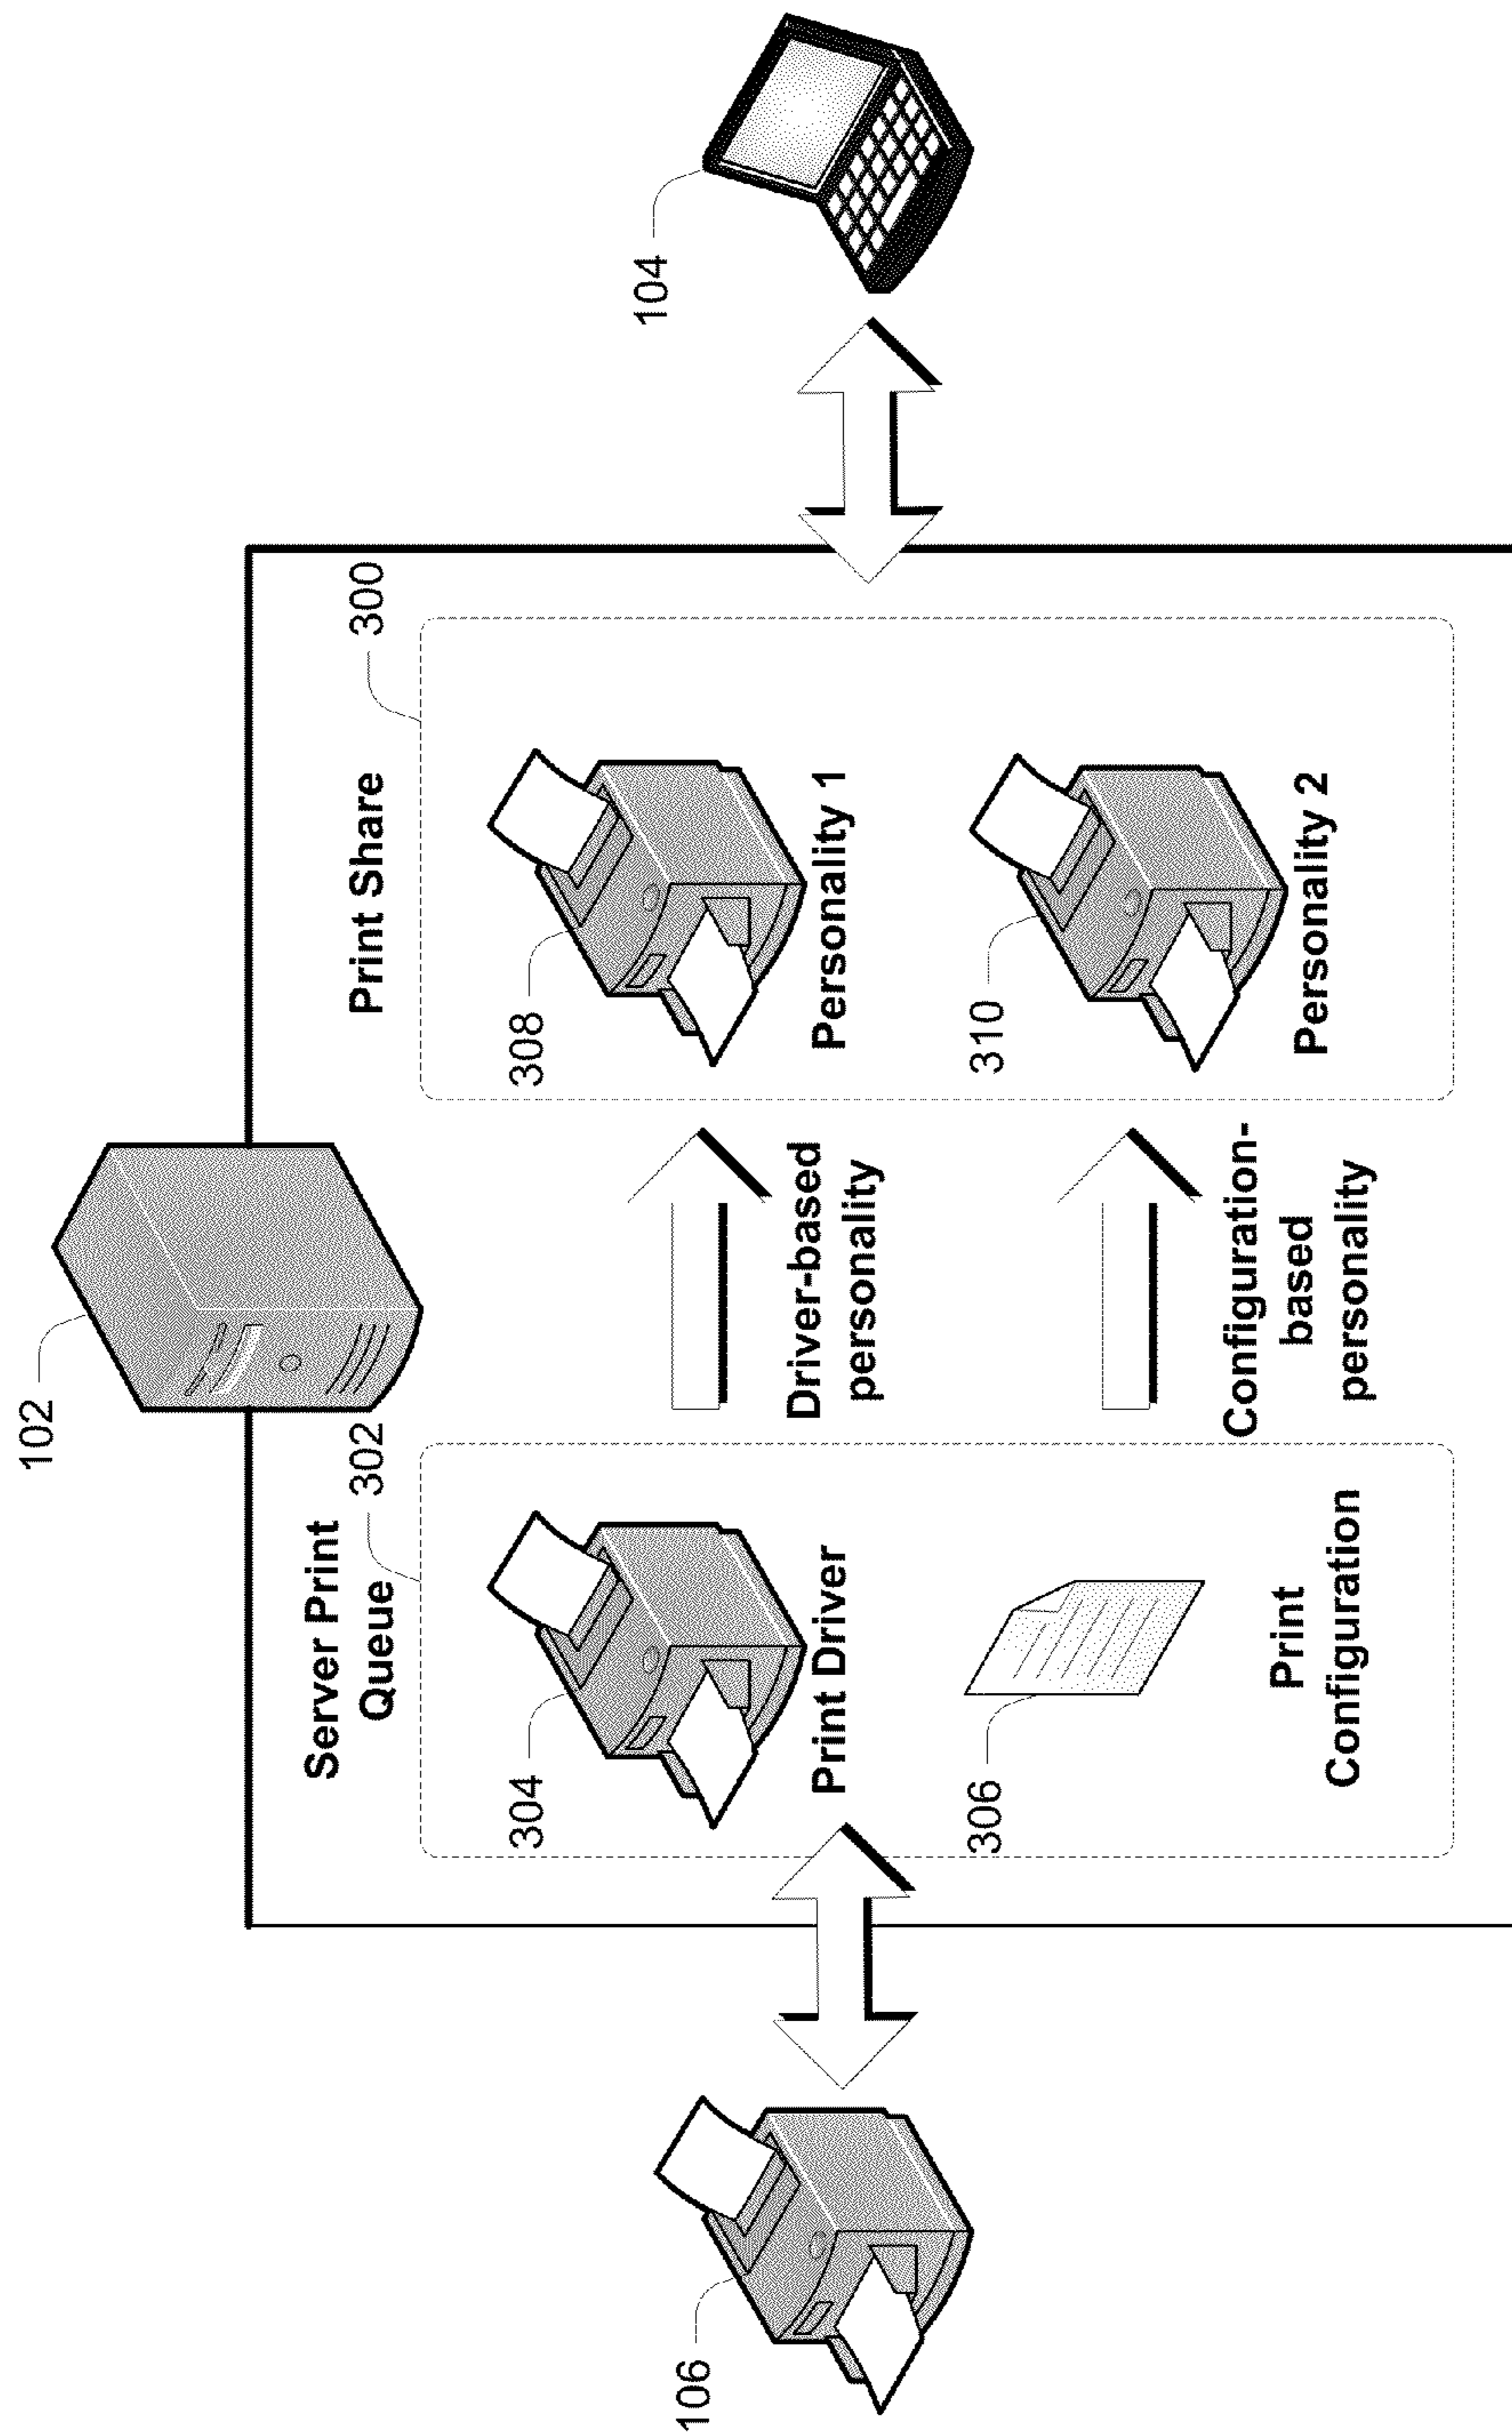 102
Server Print
Queue
302
Print Share
300
304
Print Driver
306
Print
Configuration
Driver-based
personality
Configuration-
based
personality
308
Personality 1
310
Personality 2
106
104